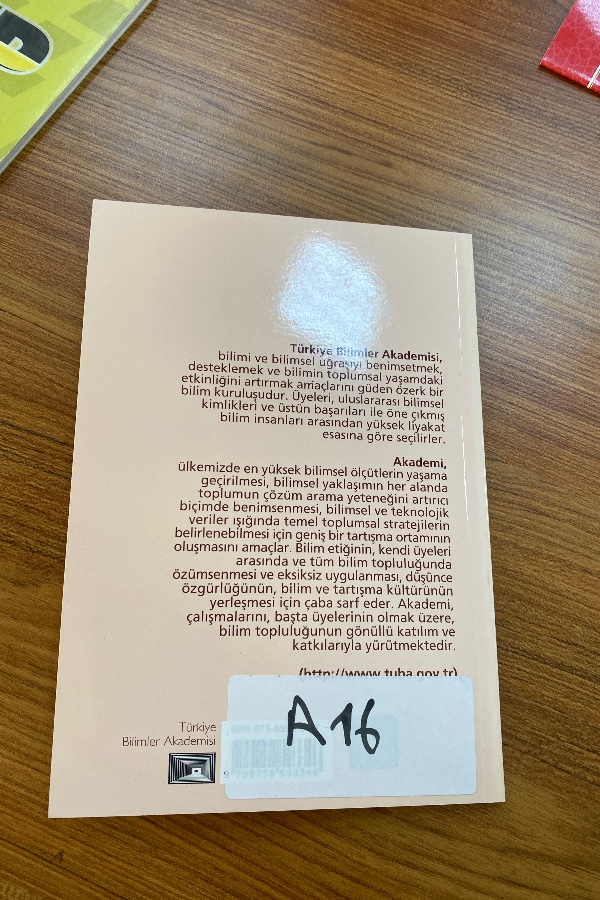 Türkiye Bilimler Akademisi,
bilimi ve bilimsel uğraşıyı benimsetmek,
desteklemek ve bilimin toplumsal yaşamdaki
etkinliğini artırmak amaçlarını güden özerk bir
bilim kuruluşudur. Üyeleri, uluslararası bilimsel
kimlikleri ve üstün başarıları ile öne çıkmış
bilim insanları arasından yüksek liyakat
esasına göre seçilirler.
Akademi,
ülkemizde en yüksek bilimsel ölçütlerin yaşama
geçirilmesi, bilimsel yaklaşımın her alanda
toplumun çözüm arama yeteneğini artırıcı
biçimde benimsenmesi, bilimsel ve teknolojik
veriler ışığında temel toplumsal stratejilerin
belirlenebilmesi için geniş bir tartışma ortamının
oluşmasını amaçlar. Bilim etiğinin, kendi üyeleri
arasında ve tüm bilim topluluğunda
özümsenmesi ve eksiksiz uygulanması, düşünce
özgürlüğünün, bilim ve tartışma kültürünün
yerleşmesi için çaba sarf eder. Akademi,
çalışmalarını, başta üyelerinin olmak üzere,
bilim topluluğunun gönüllü katılım ve
katkılarıyla yürütmektedir.
(http://www.tuba.gov.tr)
A16
Türkiye
Bilimler Akademisi
ISBN